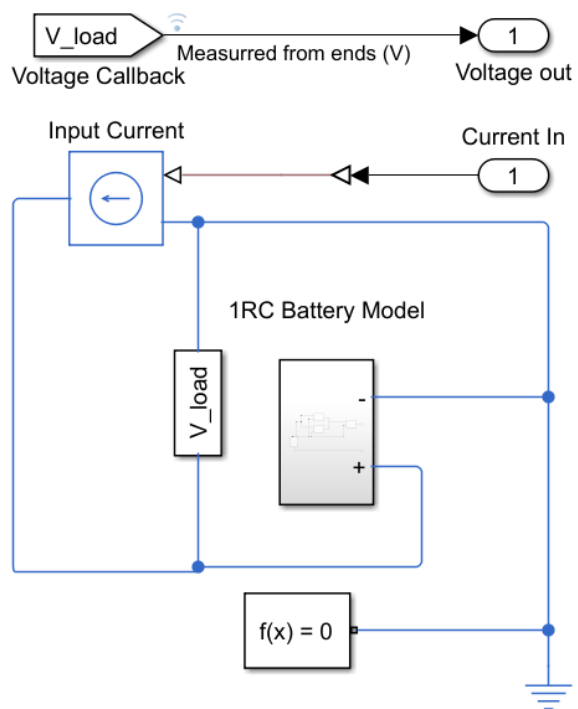 V_load
Measurred from ends (V)
1
Voltage Callback
Voltage out
Input Current
Current In
1
1RC Battery Model
V_load
-
+
f(x) = 0